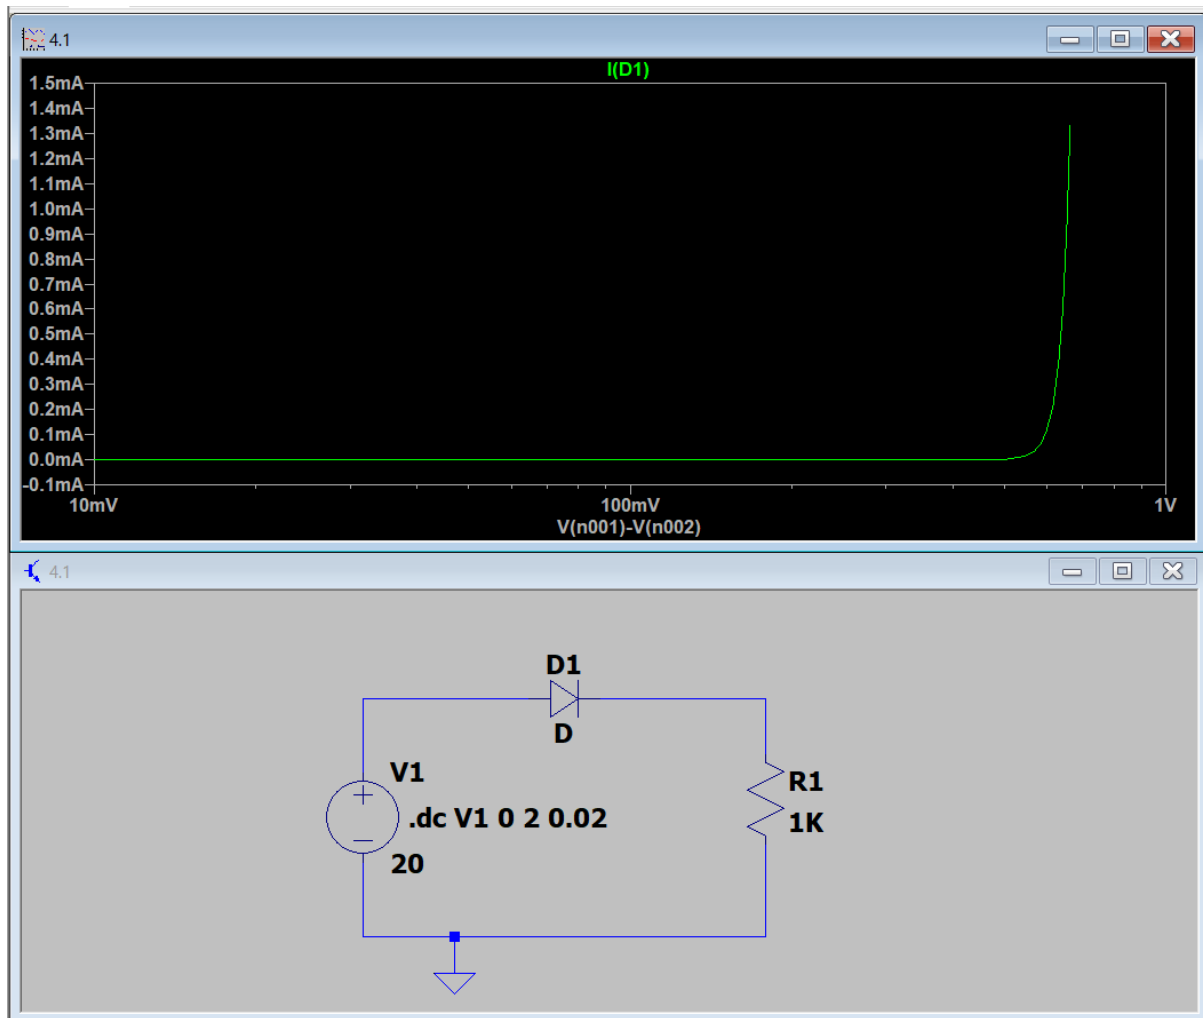 4.1
I(D1)
1.5mA
1.4mA
1.3mA
1.2mA
1.1mA
1.0mA
0.9mA
0.8mA
0.7mA
0.6mA
0.5mA
0.4mA
0.3mA
0.2mA
0.1mA
0.0mA
-0.1mA
10mV 100mV 1V
V(n001)-V(n002)
4.1
D1
D
V1
R1
.dc V1 0 2 0.02
1K
20